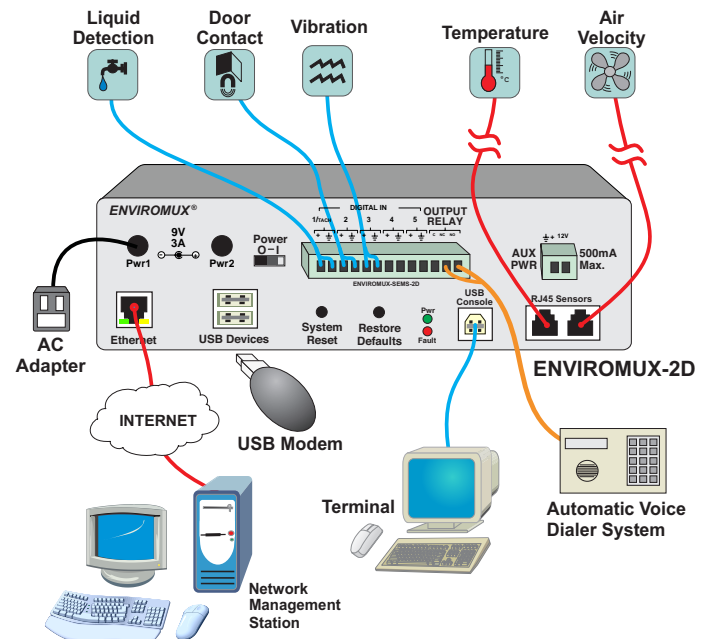 Liquid
Detection
Door
Contact
Vibration
Temperature
Air
Velocity
°C
ENVIROMUX®
DIGITAL IN
1/TACH 2 3 4 5
OUTPUT
RELAY
+ + + + +
C NC NO
9V
3A
Pwr1
Pwr2
Power
O–I
ENVIROMUX-SEMS-2D
+ 12V
AUX
PWR
500mA
Max.
AC
Adapter
Ethernet
USB Devices
System
Reset
Restore
Defaults
Pwr
Fault
USB
Console
RJ45 Sensors
ENVIROMUX-2D
INTERNET
USB Modem
Terminal
Automatic Voice
Dialer System
Network
Management
Station